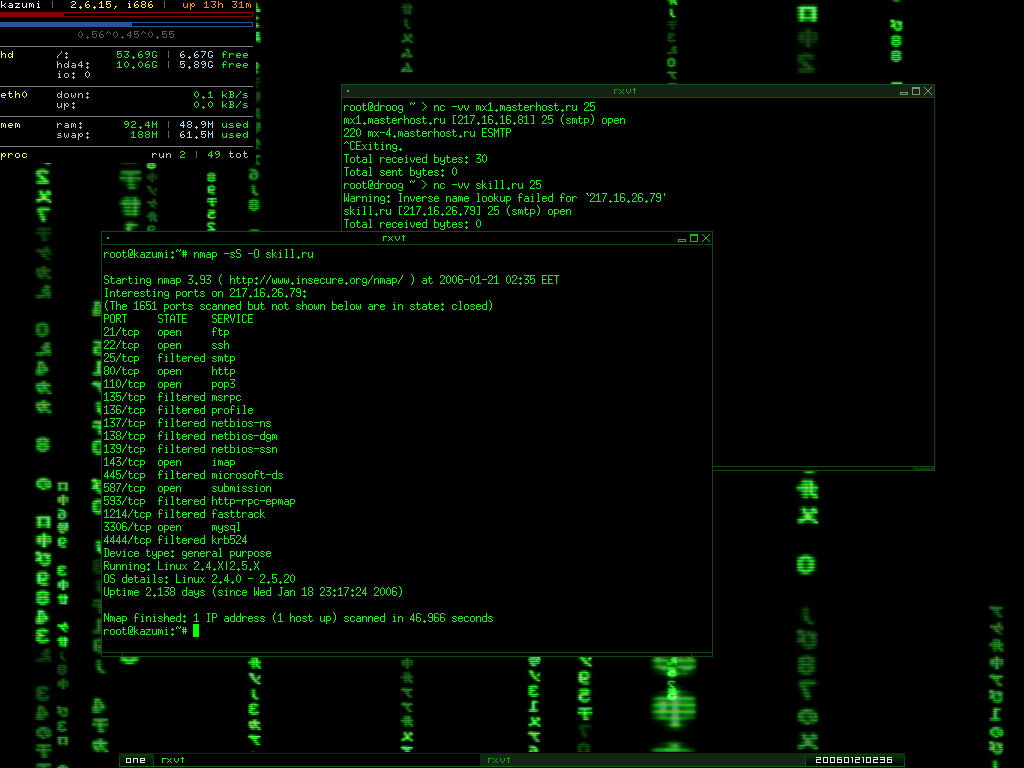 kazumi | 2.6.15, i686 | up 13h 31m
0.56^0.45^0.55
hd /: 53.69G | 6.67G free
hda4: 10.06G | 5.89G free
io: 0
eth0 down: 0.1 kB/s
up: 0.0 kB/s
mem ram: 92.4M | 48.9M used
swap: 188M | 61.5M used
proc run 2 | 49 tot
rxvt
root@droog ~ > nc -vv mx1.masterhost.ru 25
mx1.masterhost.ru [217.16.16.81] 25 (smtp) open
220 mx-4.masterhost.ru ESMTP
^CExiting.
Total received bytes: 30
Total sent bytes: 0
root@droog ~ > nc -vv skill.ru 25
Warning: Inverse name lookup failed for `217.16.26.79'
skill.ru [217.16.26.79] 25 (smtp) open
Total received bytes: 0
rxvt
root@kazumi:~# nmap -sS -O skill.ru
Starting nmap 3.93 ( http://www.insecure.org/nmap/ ) at 2006-01-21 02:35 EET
Interesting ports on 217.16.26.79:
(The 1651 ports scanned but not shown below are in state: closed)
PORT STATE SERVICE
21/tcp open ftp
22/tcp open ssh
25/tcp filtered smtp
80/tcp open http
110/tcp open pop3
135/tcp filtered msrpc
136/tcp filtered profile
137/tcp filtered netbios-ns
138/tcp filtered netbios-dgm
139/tcp filtered netbios-ssn
143/tcp open imap
445/tcp filtered microsoft-ds
587/tcp open submission
593/tcp filtered http-rpc-epmap
1214/tcp filtered fasttrack
3306/tcp open mysql
4444/tcp filtered krb524
Device type: general purpose
Running: Linux 2.4.X|2.5.X
OS details: Linux 2.4.0 - 2.5.20
Uptime 2.138 days (since Wed Jan 18 23:17:24 2006)
Nmap finished: 1 IP address (1 host up) scanned in 46.966 seconds
root@kazumi:~#
one rxvt rxvt 200601210236